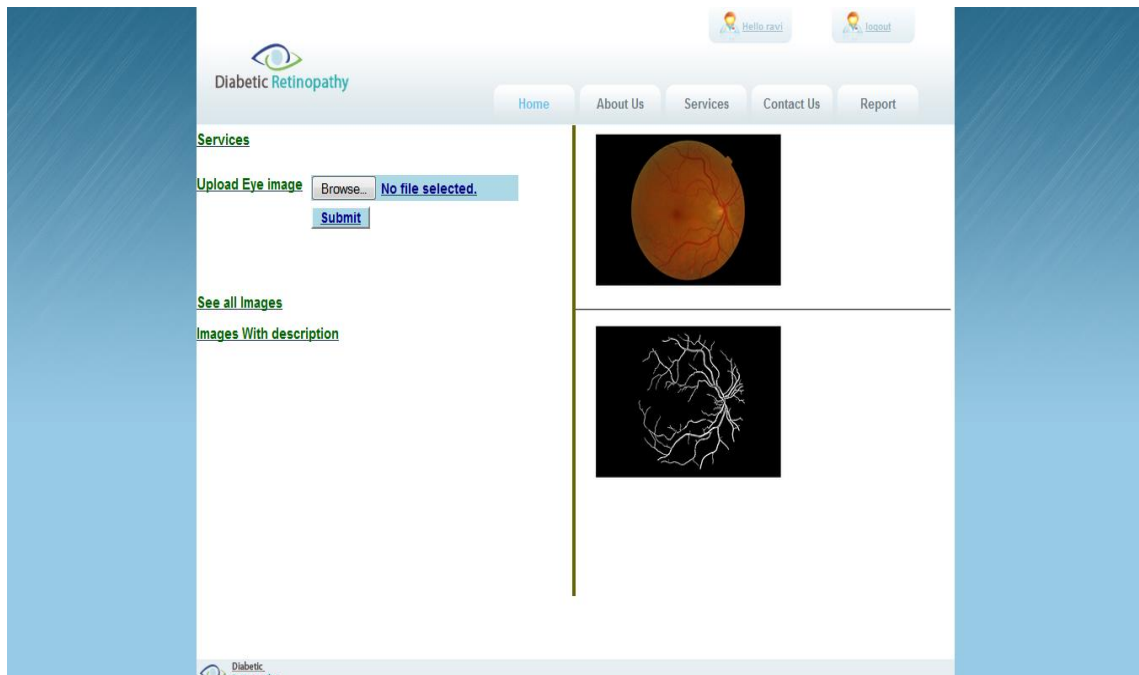 Hello ravi
logout
Diabetic Retinopathy
Home About Us Services Contact Us Report
Services
Upload Eye image Browse... No file selected.
Submit
See all Images
Images With description
Diabetic